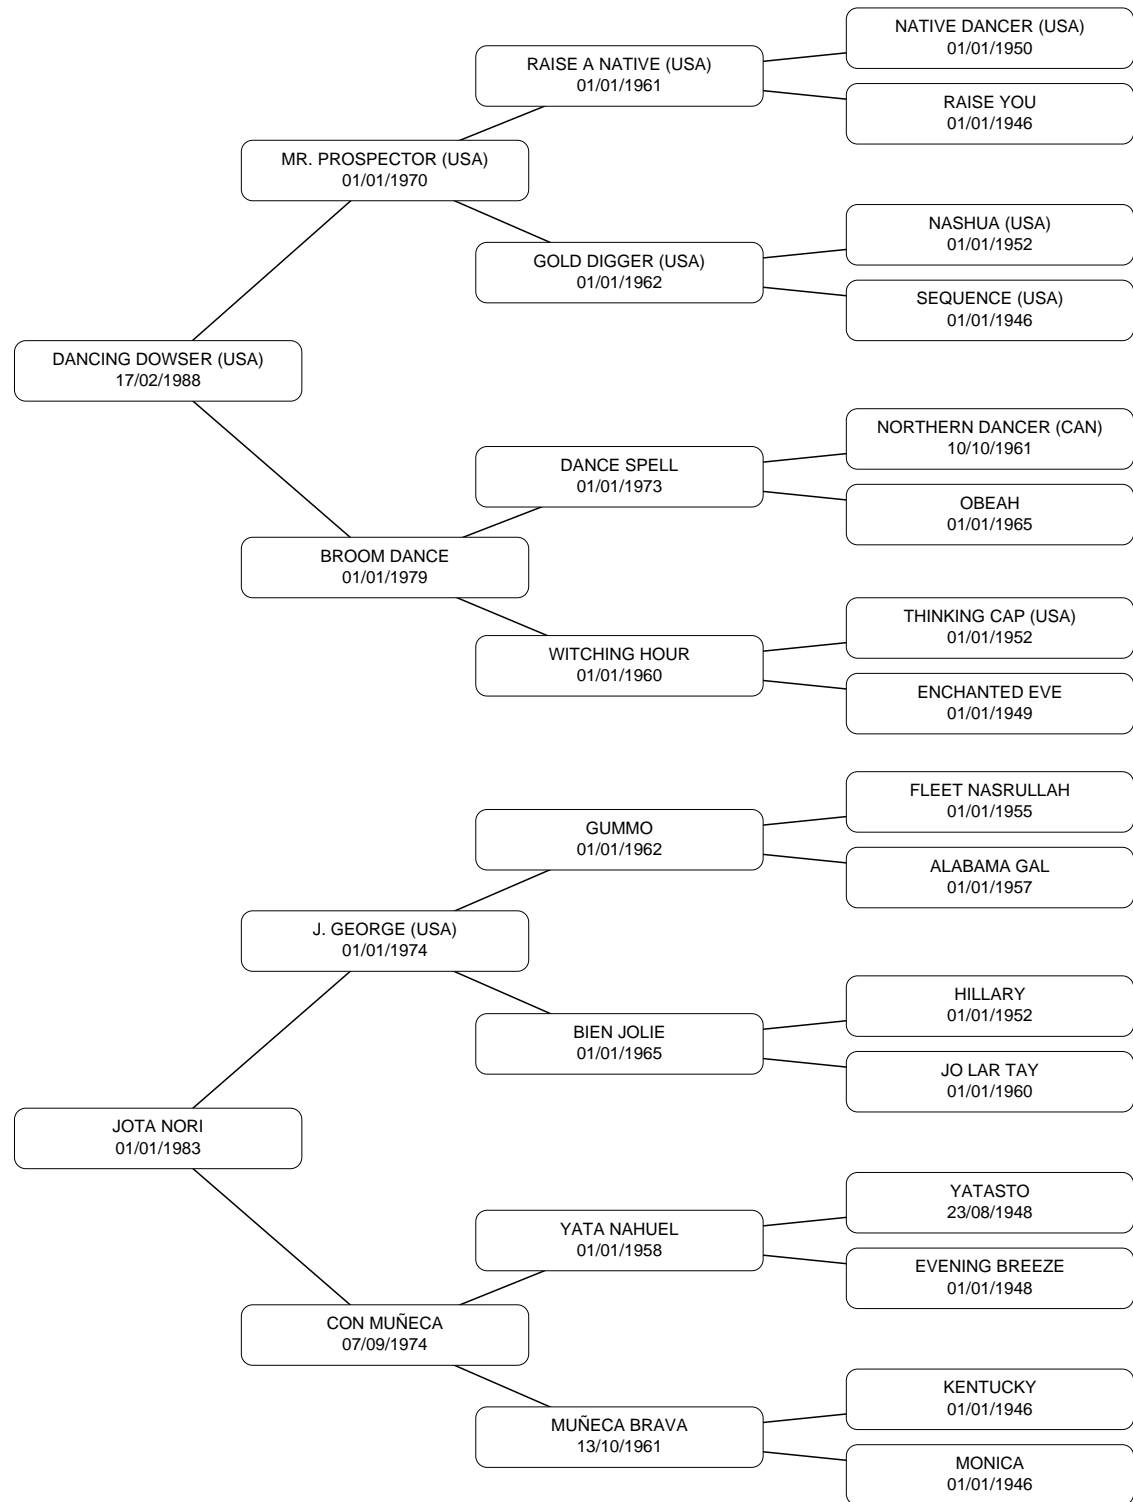 NATIVE DANCER (USA)
01/01/1950
RAISE A NATIVE (USA)
01/01/1961
RAISE YOU
01/01/1946
MR. PROSPECTOR (USA)
01/01/1970
NASHUA (USA)
01/01/1952
GOLD DIGGER (USA)
01/01/1962
SEQUENCE (USA)
01/01/1946
DANCING DOWSER (USA)
17/02/1988
NORTHERN DANCER (CAN)
10/10/1961
DANCE SPELL
01/01/1973
OBEAH
01/01/1965
BROOM DANCE
01/01/1979
THINKING CAP (USA)
01/01/1952
WITCHING HOUR
01/01/1960
ENCHANTED EVE
01/01/1949
FLEET NASRULLAH
01/01/1955
GUMMO
01/01/1962
ALABAMA GAL
01/01/1957
J. GEORGE (USA)
01/01/1974
HILLARY
01/01/1952
BIEN JOLIE
01/01/1965
JO LAR TAY
01/01/1960
JOTA NORI
01/01/1983
YATASTO
23/08/1948
YATA NAHUEL
01/01/1958
EVENING BREEZE
01/01/1948
CON MUÑECA
07/09/1974
KENTUCKY
01/01/1946
MUÑECA BRAVA
13/10/1961
MONICA
01/01/1946